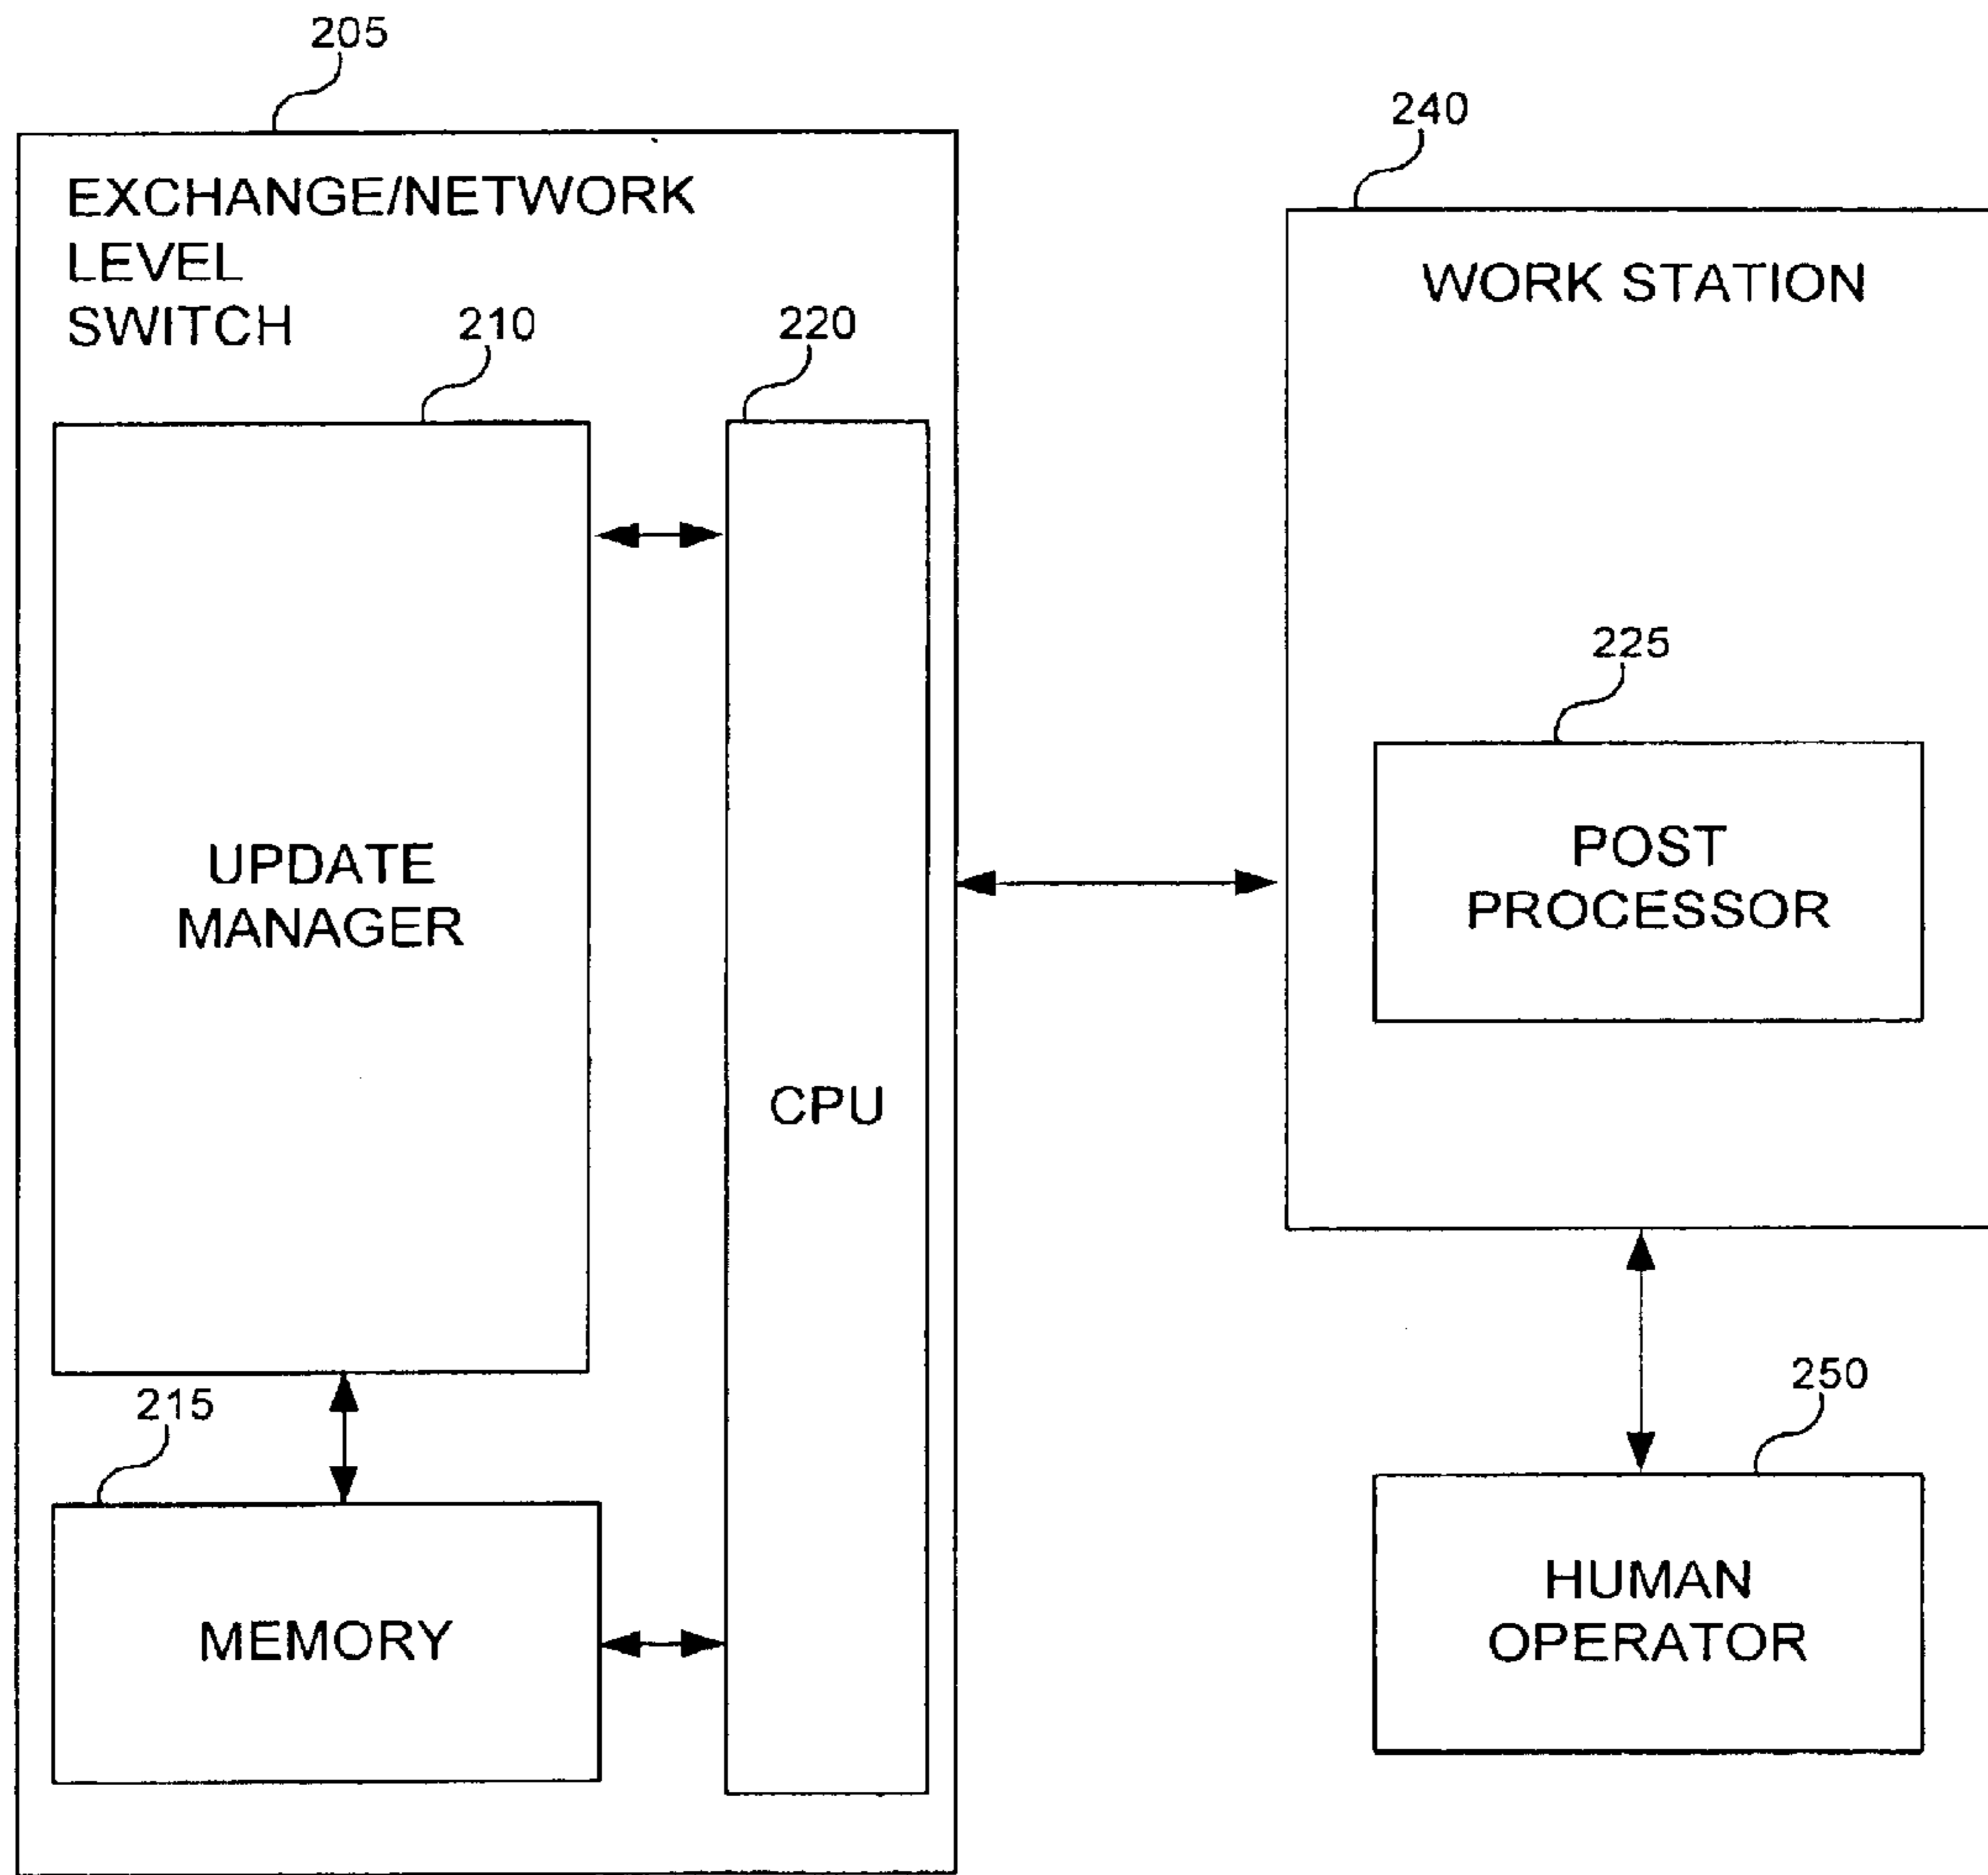 205
EXCHANGE/NETWORK
LEVEL
SWITCH
210
220
UPDATE
MANAGER
CPU
215
MEMORY
240
WORK STATION
225
POST
PROCESSOR
250
HUMAN
OPERATOR